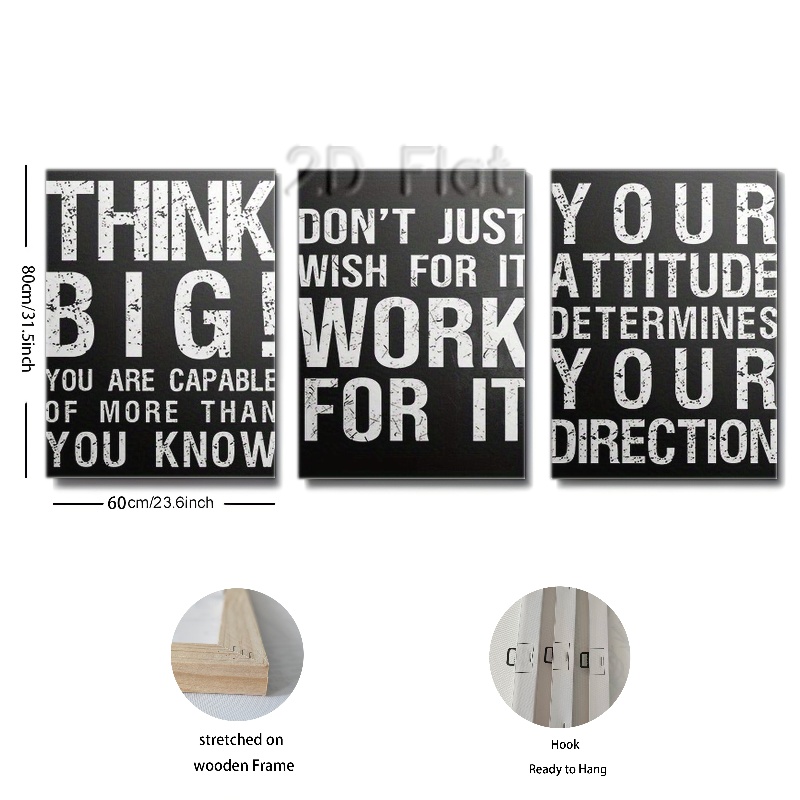 2D Flat
THINK
BIG!
YOU ARE CAPABLE
OF MORE THAN
YOU KNOW
DON'T JUST
WISH FOR IT
WORK
FOR IT
YOUR
ATTITUDE
DETERMINES
YOUR
DIRECTION
80cm/31.5inch
60cm/23.6inch
stretched on
wooden Frame
Hook
Ready to Hang